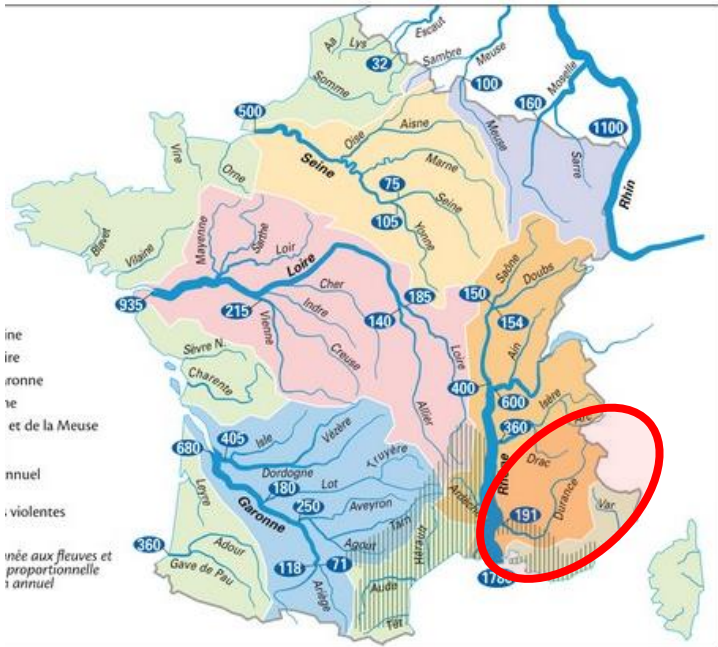 Escaut
Lys
Aa
32
Sambre
Meuse
100
Somme
Moselle
160
500
Oise
Aisne
Meuse
Sarre
1100
Vire
Orne
Seine
Marne
75
Seine
105
Yonne
Rhin
Blavet
Vilaine
Mayenne
Sarthe
Loir
Loire
Saône
Doubs
935
215
Cher
185
150
154
Indre
140
Vienne
Creuse
Loire
Ain
ine
ire
aronne
ne
et de la Meuse
nnuel
s violentes
née aux fleuves et
proportionnelle
n annuel
Sèvre N.
Charente
Allier
400
600
Isère
360
Arc
680
405
Isle
Vézère
Dordogne
Truyère
Drac
Rhône
180
Lot
Ardèche
Durance
Leyre
250
Aveyron
191
Var
Garonne
Tarn
360
Adour
Agout
Hérault
Gave de Pau
118
71
Ariège
Aude
Têt